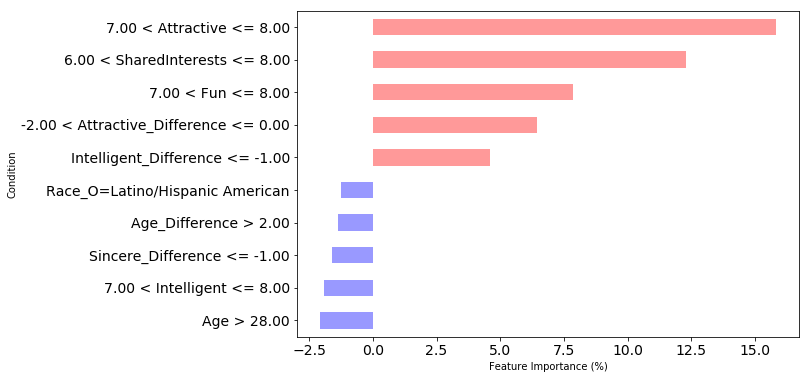 7.00 < Attractive <= 8.00
6.00 < SharedInterests <= 8.00
7.00 < Fun <= 8.00
-2.00 < Attractive_Difference <= 0.00
Intelligent_Difference <= -1.00
Race_O=Latino/Hispanic American
Age_Difference > 2.00
Sincere_Difference <= -1.00
7.00 < Intelligent <= 8.00
Age > 28.00
Condition
−2.5 0.0 2.5 5.0 7.5 10.0 12.5 15.0
Feature Importance (%)